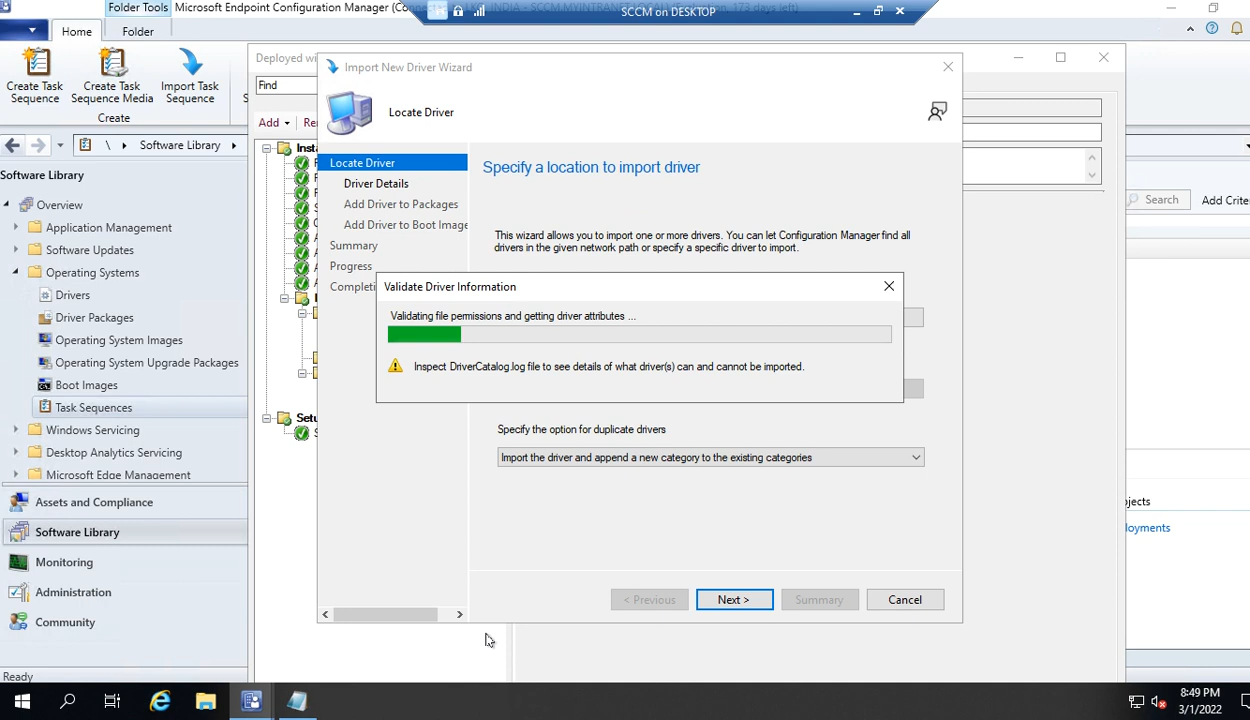 Folder Tools
Microsoft Endpoint Configuration Manager
SCCM on DESKTOP
Home
Folder
Create Task
Sequence
Create Task
Sequence Media
Import Task
Sequence
Create
\
Software Library
Software Library
Overview
Application Management
Software Updates
Operating Systems
Drivers
Driver Packages
Operating System Images
Operating System Upgrade Packages
Boot Images
Task Sequences
Windows Servicing
Desktop Analytics Servicing
Microsoft Edge Management
Assets and Compliance
Software Library
Monitoring
Administration
Community
Ready
Find
Add
Import New Driver Wizard
Locate Driver
Locate Driver
Driver Details
Add Driver to Packages
Add Driver to Boot Image
Summary
Progress
Specify a location to import driver
This wizard allows you to import one or more drivers. You can let Configuration Manager find all
drivers in the given network path or specify a specific driver to import.
Validate Driver Information
Validating file permissions and getting driver attributes ...
Inspect DriverCatalog.log file to see details of what driver(s) can and cannot be imported.
Specify the option for duplicate drivers
Import the driver and append a new category to the existing categories
< Previous
Next >
Summary
Cancel
Search
8:49 PM
3/1/2022